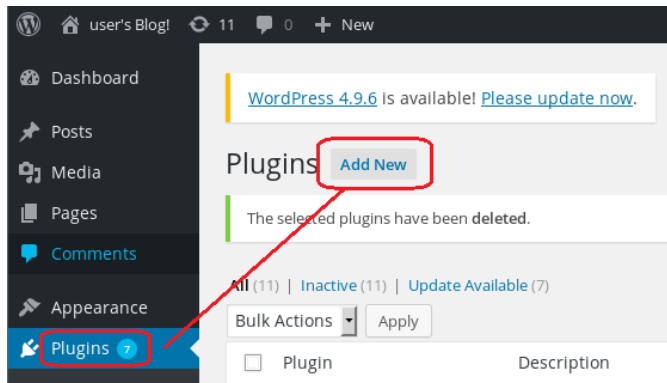 user's Blog! 11 0 + New
Dashboard
WordPress 4.9.6 is available! Please update now.
Posts
Media
Pages
Comments
Appearance
Plugins 7
Plugins Add New
The selected plugins have been deleted.
All (11) | Inactive (11) | Update Available (7)
Bulk Actions Apply
Plugin Description